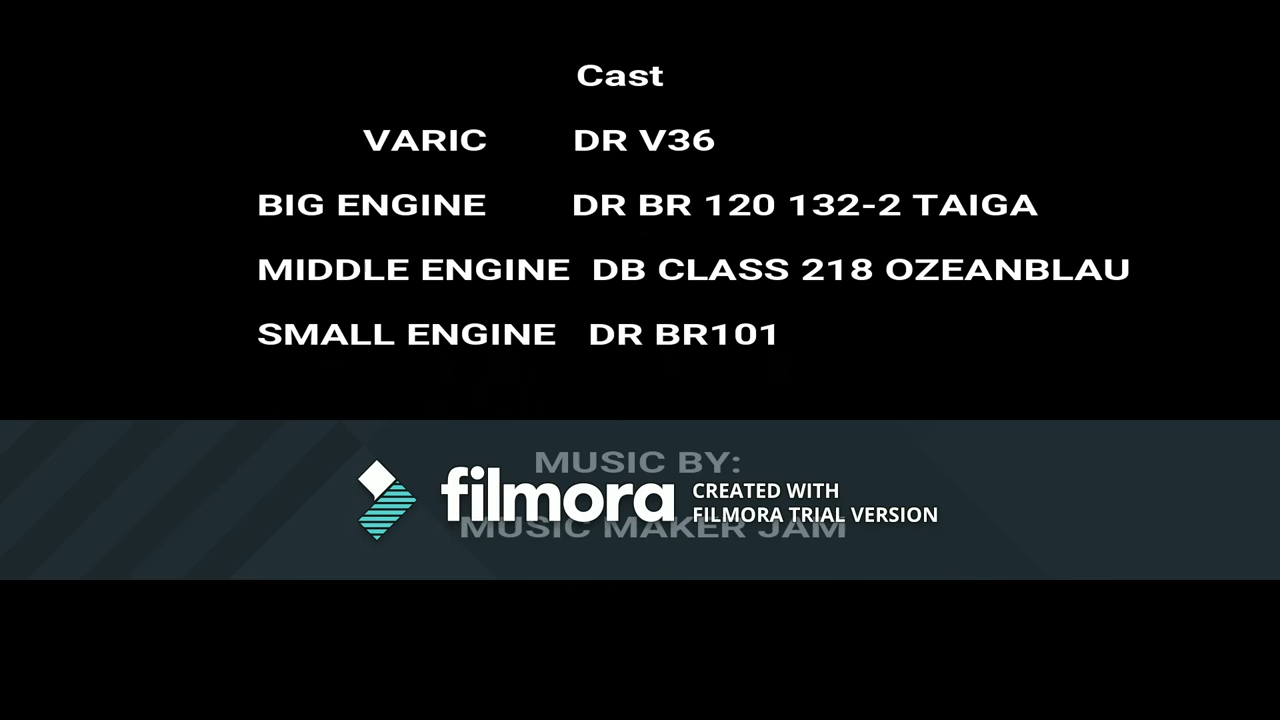 Cast
VARIC DR V36
BIG ENGINE DR BR 120 132-2 TAIGA
MIDDLE ENGINE DB CLASS 218 OZEANBLAU
SMALL ENGINE DR BR101
MUSIC BY:
filmora CREATED WITH
FILMORA TRIAL VERSION
MUSIC MAKER JAM